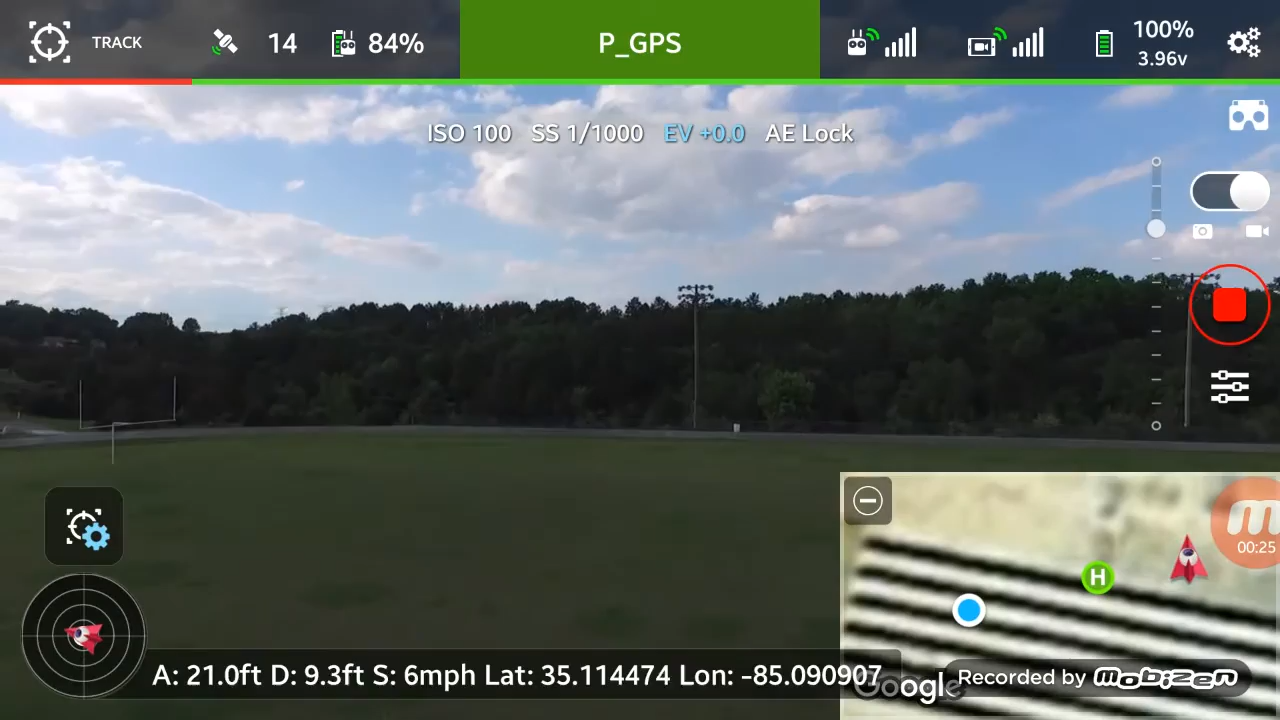 TRACK
14
84%
P_GPS
100%
3.96v
ISO 100 SS 1/1000 EV +0.0 AE Lock
H
00:25
A: 21.0ft D: 9.3ft S: 6mph Lat: 35.114474 Lon: -85.090907
Google
Recorded by mobizen